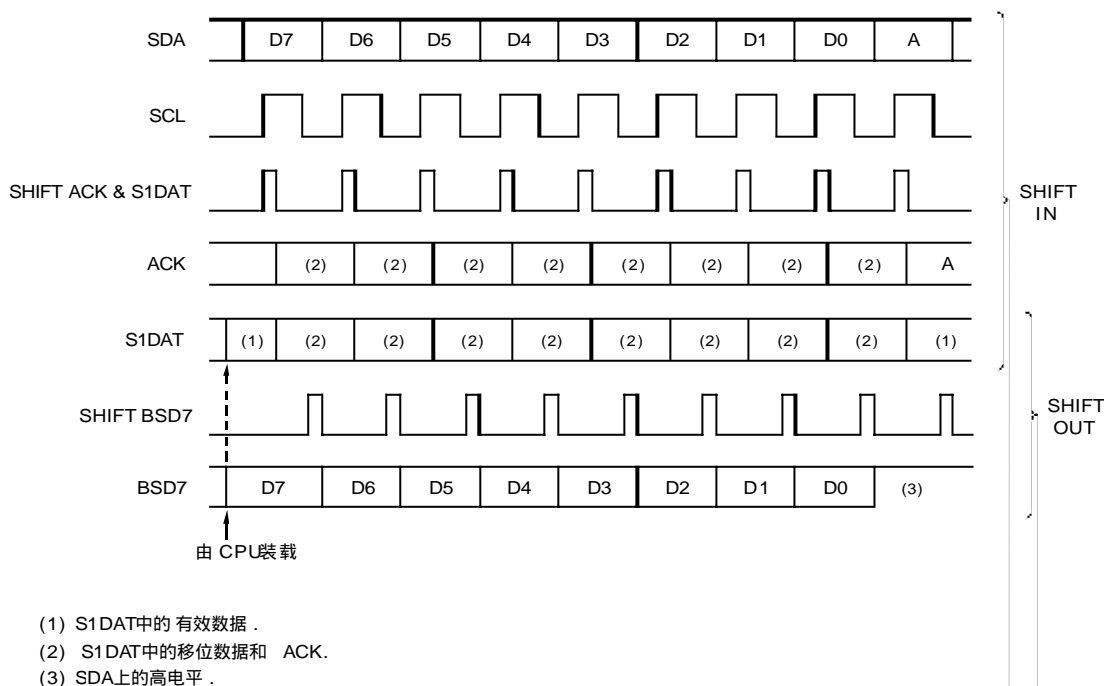 SDA D7 D6 D5 D4 D3 D2 D1 D0 A
SCL
SHIFT ACK & S1DAT
SHIFT IN
ACK (2) (2) (2) (2) (2) (2) (2) (2) A
S1DAT (1) (2) (2) (2) (2) (2) (2) (2) (2) (1)
SHIFT BSD7
SHIFT OUT
BSD7 D7 D6 D5 D4 D3 D2 D1 D0 (3)
由 CPU装载
(1) S1DAT中的 有效数据 .
(2) S1DAT中的移位数据和 ACK.
(3) SDA上的高电平 .